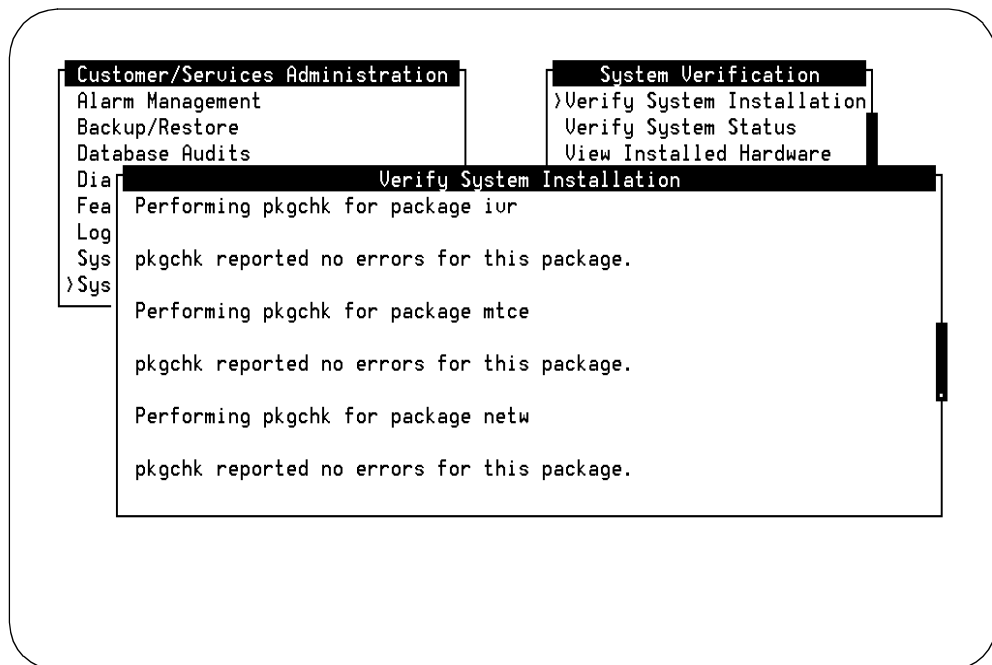 Customer/Services Administration
Alarm Management
Backup/Restore
Database Audits
Dia
Fea
Log
Sys
>Sys
System Verification
>Verify System Installation
Verify System Status
View Installed Hardware
Verify System Installation
Performing pkgchk for package ivr
pkgchk reported no errors for this package.
Performing pkgchk for package mtce
pkgchk reported no errors for this package.
Performing pkgchk for package netw
pkgchk reported no errors for this package.